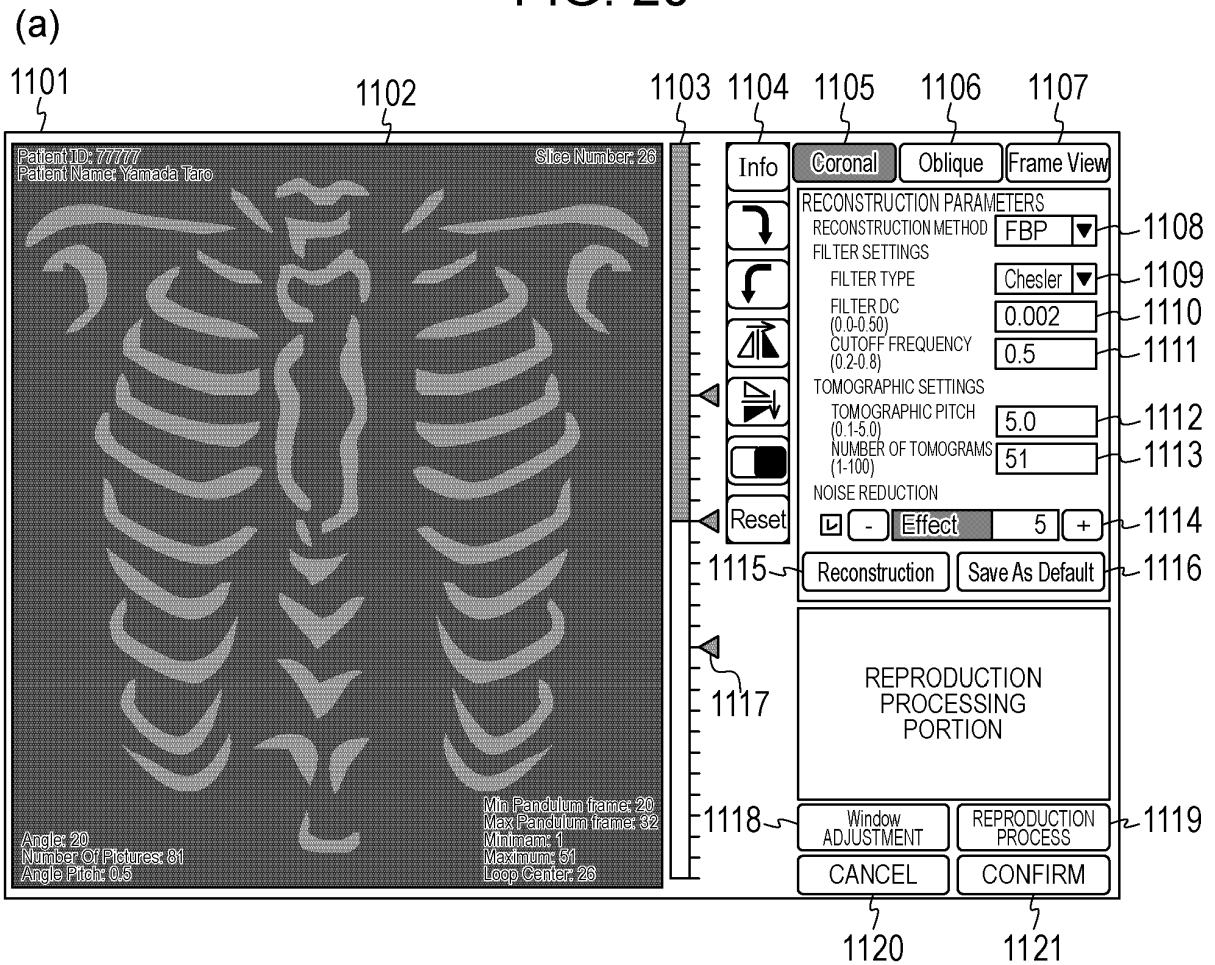 (a)
1101
1102
1103
1104
1105
1106
1107
Patient ID: 77777
Patient Name: Yamada Taro
Slice Number: 26
Info
Coronal
Oblique
Frame View
RECONSTRUCTION PARAMETERS
RECONSTRUCTION METHOD
FBP
1108
FILTER SETTINGS
FILTER TYPE
Chesler
1109
FILTER DC
(0.0-0.50)
0.002
1110
CUTOFF FREQUENCY
(0.2-0.8)
0.5
1111
TOMOGRAPHIC SETTINGS
TOMOGRAPHIC PITCH
(0.1-5.0)
5.0
1112
NUMBER OF TOMOGRAMS
(1-100)
51
1113
NOISE REDUCTION
Reset
-
Effect
5
+
1114
1115
Reconstruction
Save As Default
1116
1117
REPRODUCTION
PROCESSING
PORTION
Angle: 20
Number Of Pictures: 81
Angle Pitch: 0.5
Min Pandulum frame: 20
Max Pandulum frame: 32
Minimam: 1
Maximum: 51
Loop Center: 26
1118
Window
ADJUSTMENT
REPRODUCTION
PROCESS
1119
CANCEL
CONFIRM
1120
1121